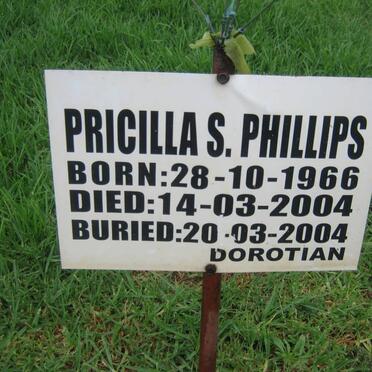 PRICILLA S. PHILLIPS
BORN:28-10-1966
DIED:14-03-2004
BURIED:20-03-2004
DOROTIAN